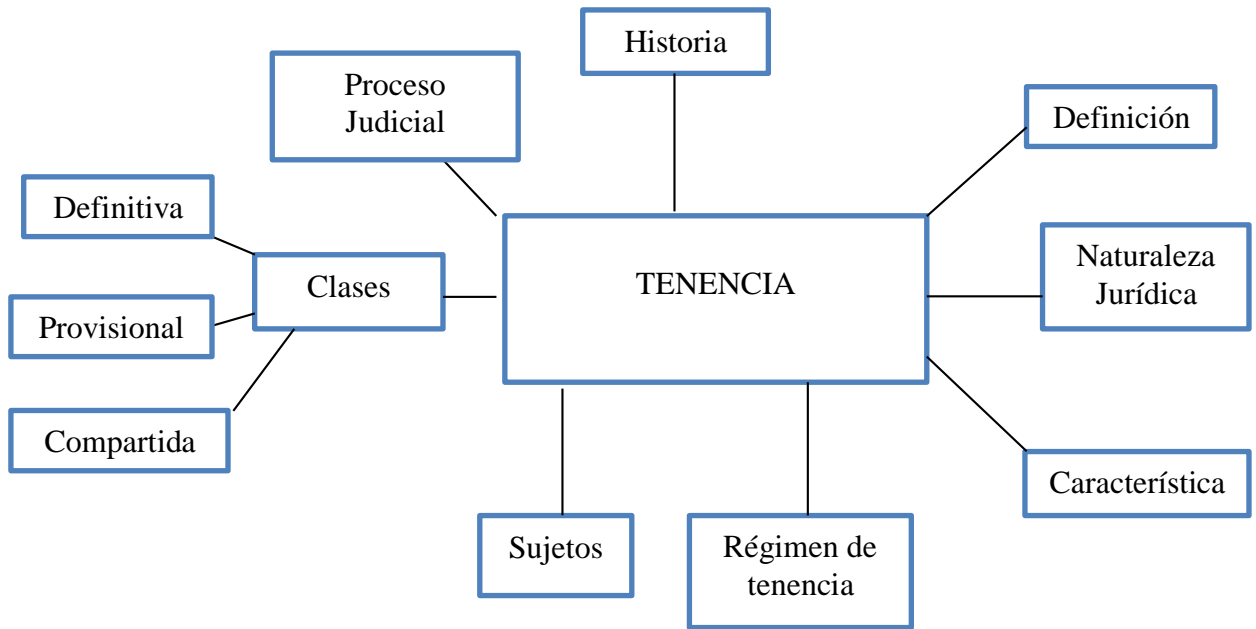 Historia
Proceso
Judicial
Definición
Definitiva
Clases
TENENCIA
Naturaleza
Jurídica
Provisional
Compartida
Característica
Sujetos
Régimen de
tenencia